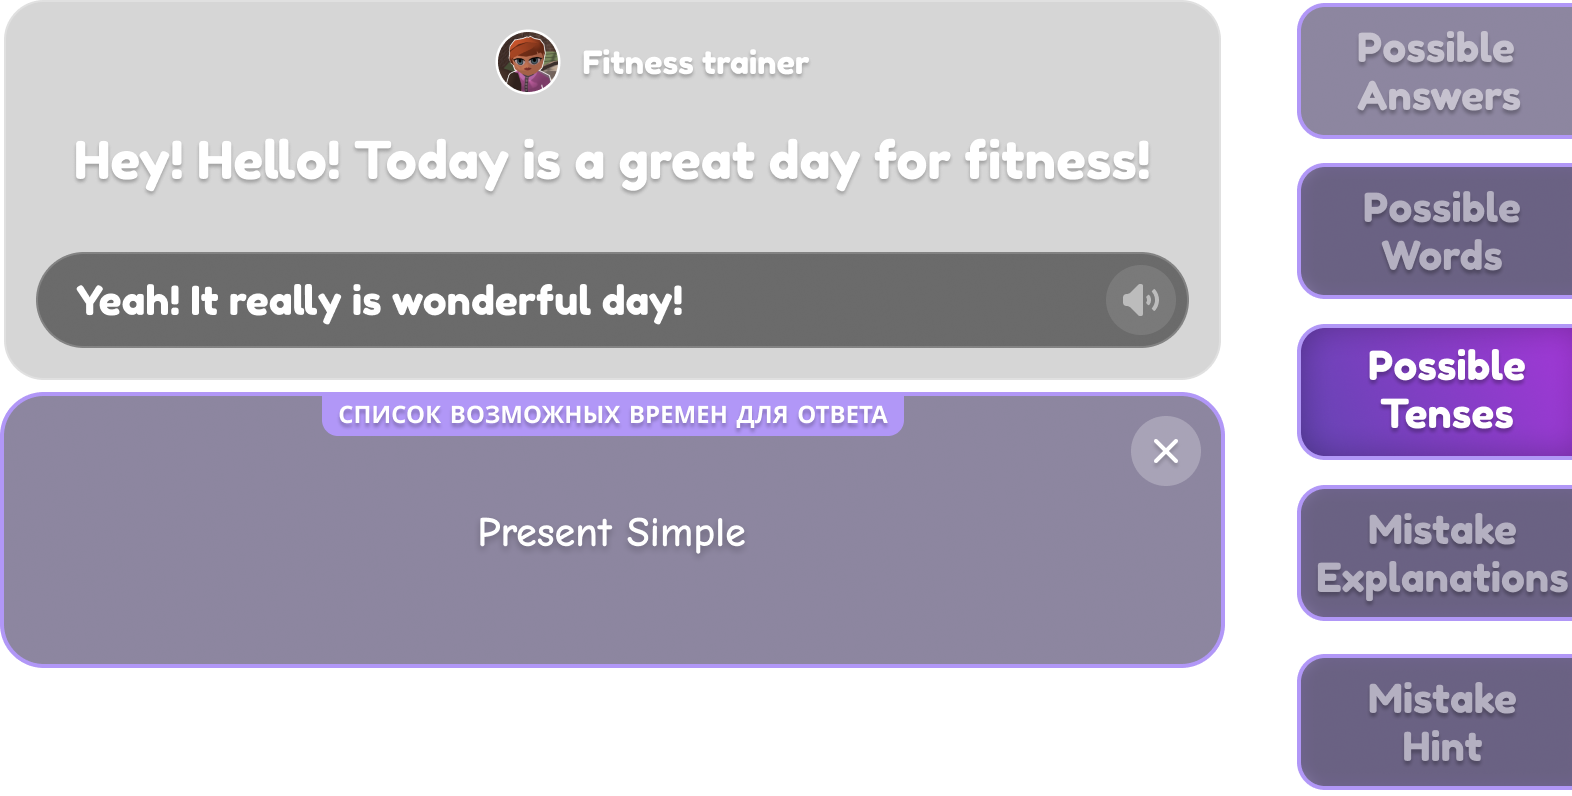 Fitness trainer
Hey! Hello! Today is a great day for fitness!
Yeah! It really is wonderful day!
СПИСОК ВОЗМОЖНЫХ ВРЕМЕН ДЛЯ ОТВЕТА
Present Simple
Possible
Answers
Possible
Words
Possible
Tenses
Mistake
Explanations
Mistake
Hint